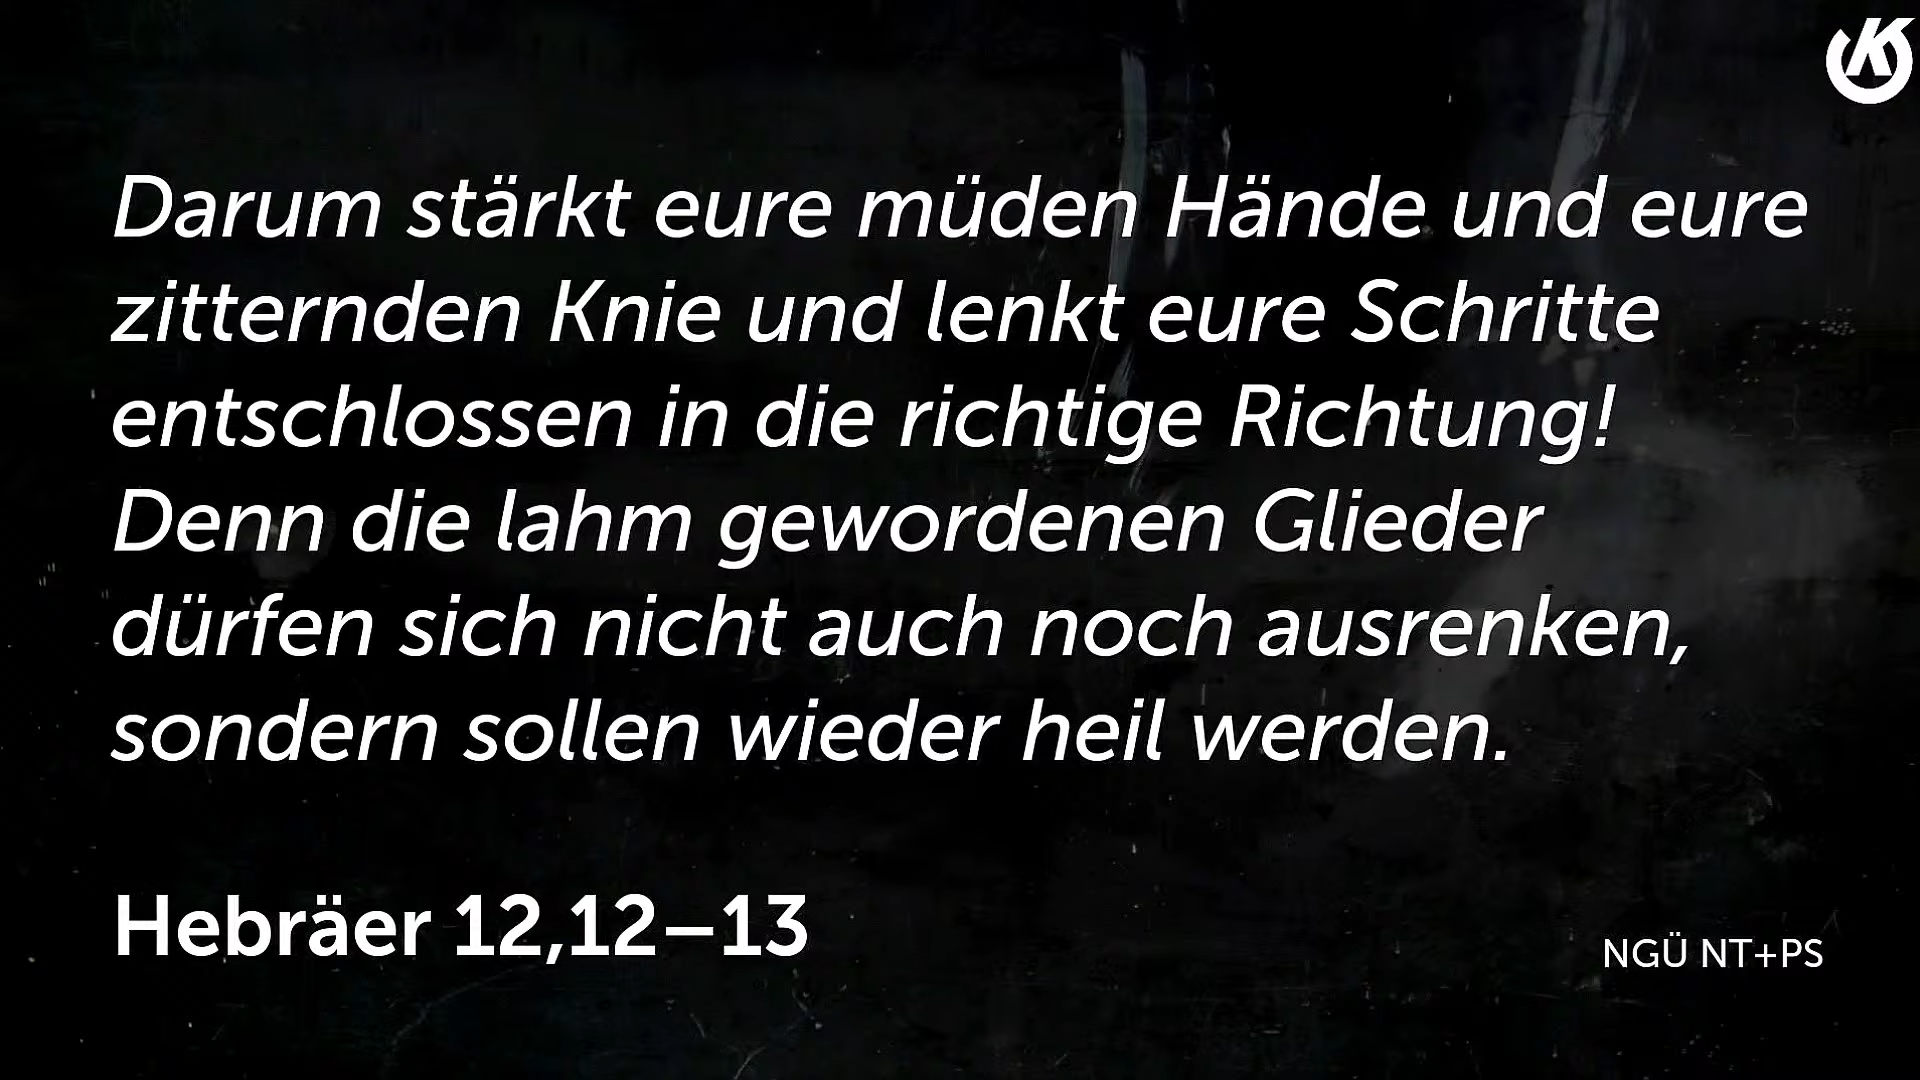 Darum stärkt eure müden Hände und eure
zitternden Knie und lenkt eure Schritte
entschlossen in die richtige Richtung!
Denn die lahm gewordenen Glieder
dürfen sich nicht auch noch ausrenken,
sondern sollen wieder heil werden.
Hebräer 12,12–13
NGÜ NT+PS